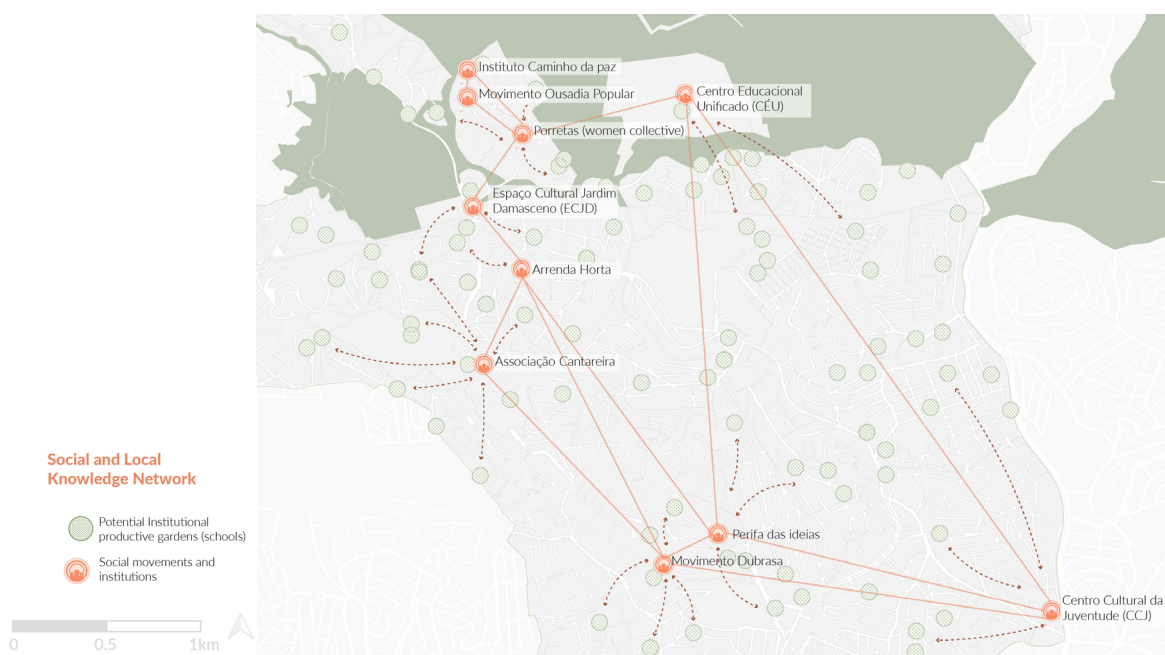 Instituto Caminho da paz
Movimento Ousadia Popular
Centro Educacional
Unificado (CÉU)
Porretas (women collective)
Espaço Cultural Jardim
Damasceno (ECJD)
Arrenda Horta
Associação Cantareira
Social and Local
Knowledge Network
Potential Institutional
productive gardens (schools)
Social movements and
institutions
Perifa das ideias
Movimento Dubrasa
Centro Cultural da
Juventude (CCJ)
0 0.5 1km